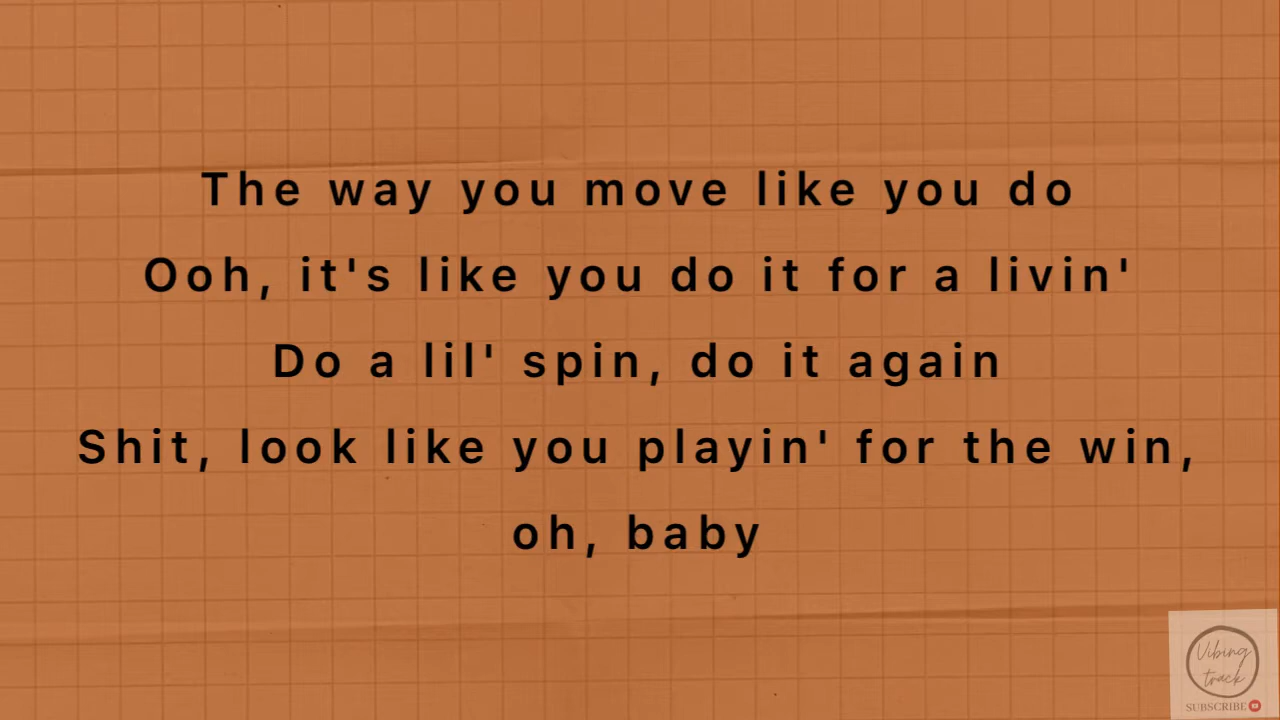 The way you move like you do
Ooh, it's like you do it for a livin'
Do a lil' spin, do it again
Shit, look like you playin' for the win,
oh, baby
Vibing
track
SUBSCRIBE